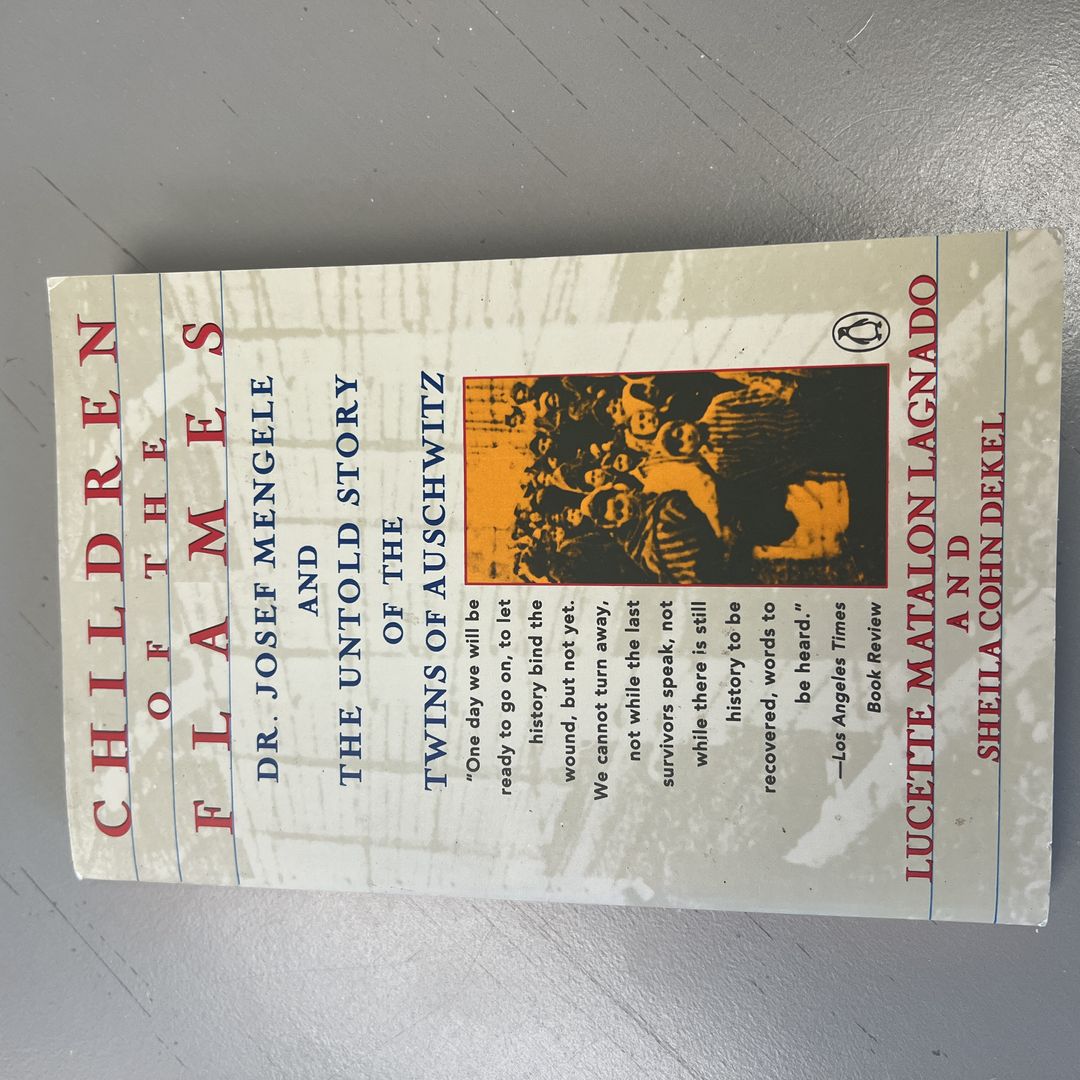 CHILDREN
OF THE
FLAMES
DR. JOSEF MENGELE
AND
THE UNTOLD STORY
OF THE
TWINS OF AUSCHWITZ
“One day we will be
ready to go on, to let
history bind the
wound, but not yet.
We cannot turn away,
not while the last
survivors speak, not
while there is still
history to be
recovered, words to
be heard.”
—Los Angeles Times
Book Review
LUCETTE MATALON LAGNADO
AND
SHEILA COHN DEKEL